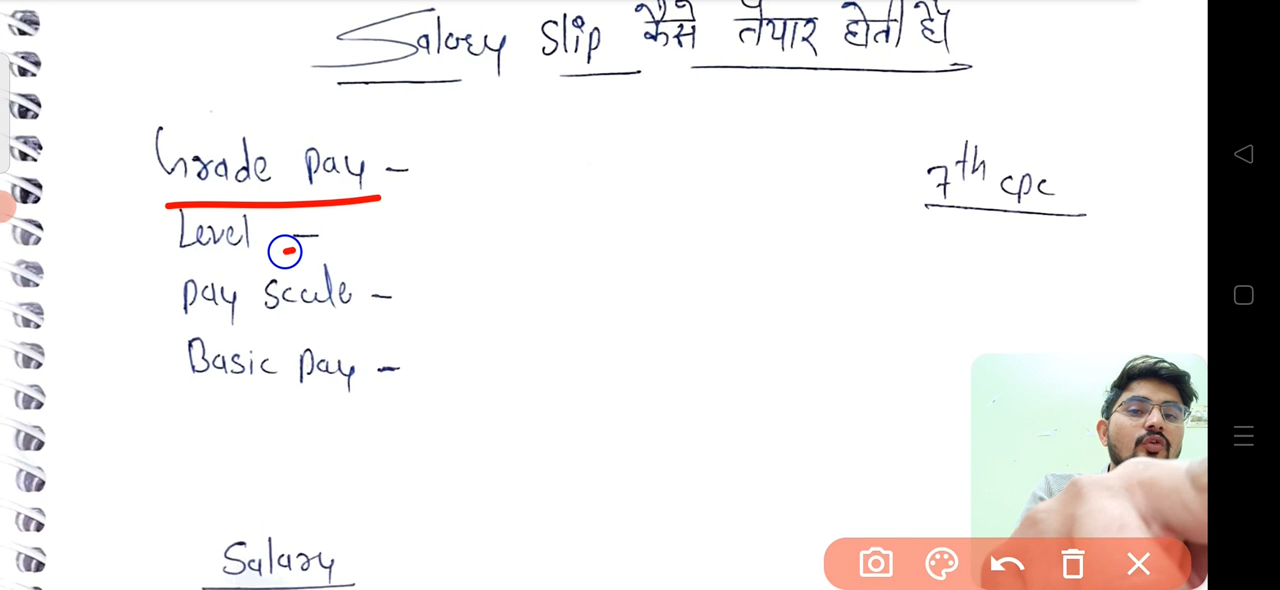 Salary Slip कैसे तैयार होती है।
Grade pay -
7th cpc
Level -
Pay scale -
Basic pay -
Salary